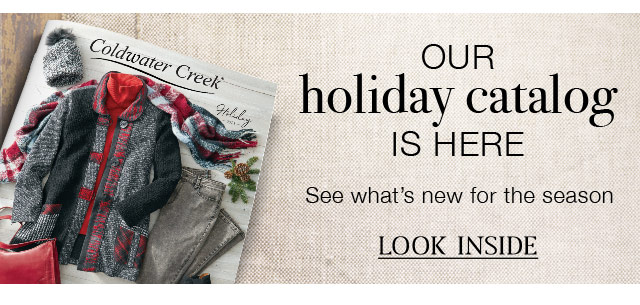 Coldwater Creek
Holiday
OUR
holiday catalog
IS HERE
See what's new for the season
LOOK INSIDE